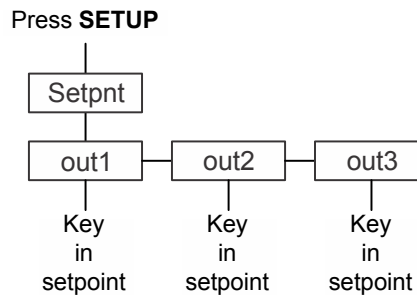 Press SETUP
Setpnt
out1 out2 out3
Key Key Key
in in in
setpoint setpoint setpoint